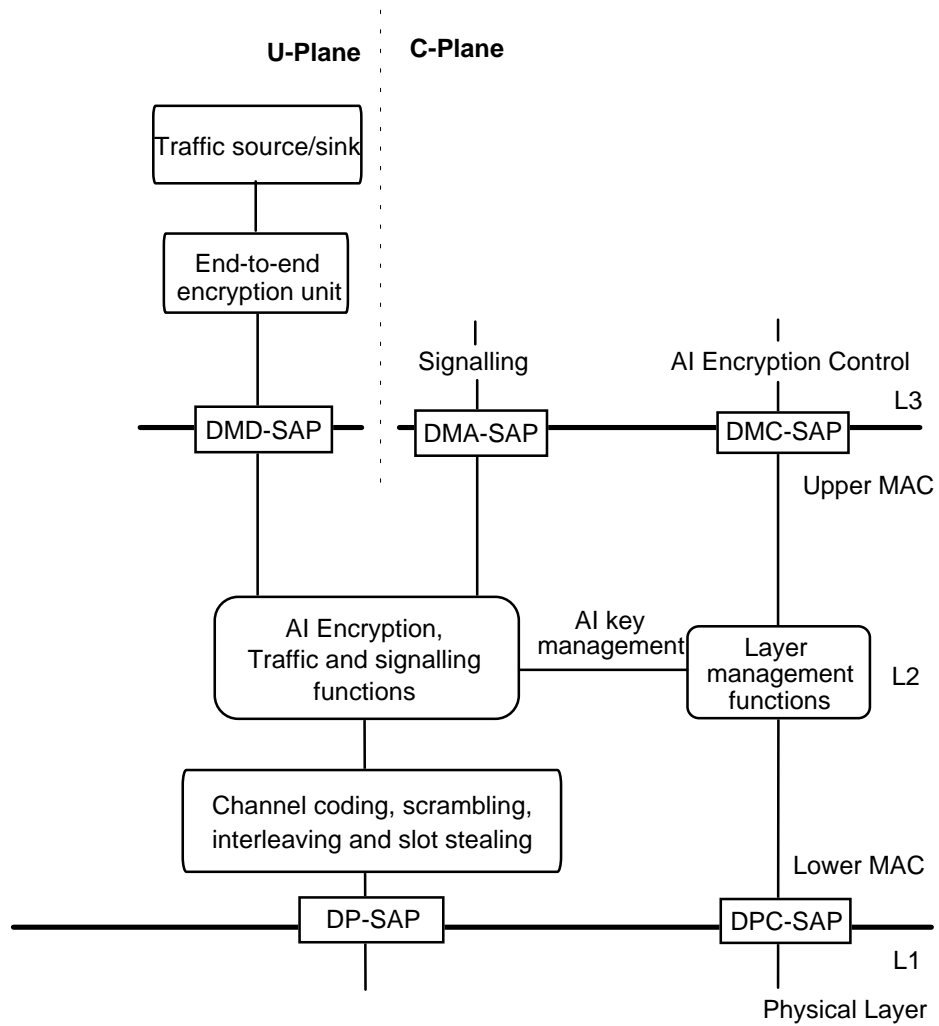 U-Plane
C-Plane
Traffic source/sink
End-to-end
encryption unit
Signalling
AI Encryption Control
L3
DMD-SAP
DMA-SAP
DMC-SAP
Upper MAC
AI Encryption,
Traffic and signalling
functions
AI key
management
Layer
management
functions
L2
Channel coding, scrambling,
interleaving and slot stealing
Lower MAC
DP-SAP
DPC-SAP
L1
Physical Layer